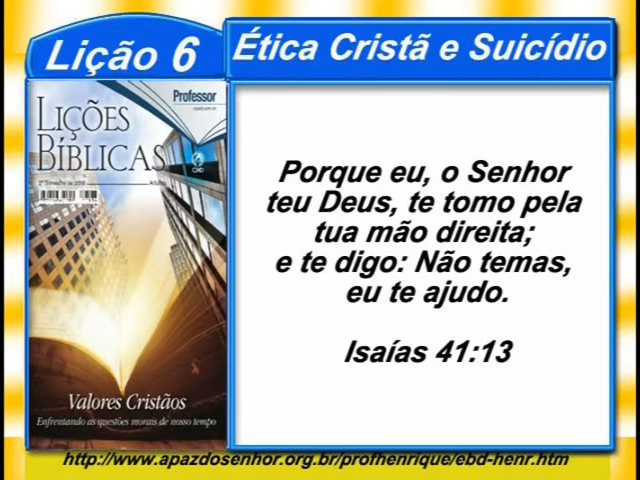 Lição 6
Ética Cristã e Suicídio
Professor
LIÇÕES
BÍBLICAS
CPAD
Valores Cristãos
Enfrentando as questões morais de nosso tempo
Porque eu, o Senhor
teu Deus, te tomo pela
tua mão direita;
e te digo: Não temas,
eu te ajudo.
Isaías 41:13
http://www.apazdosenhor.org.br/profhenrique/ebd-henr.htm